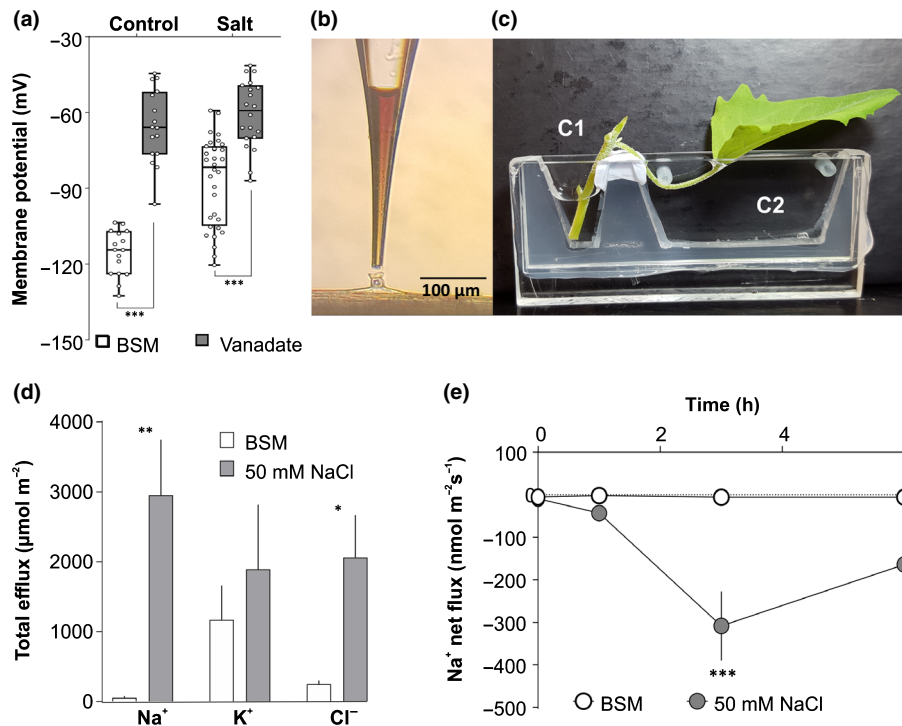 (a)
Control Salt
Membrane potential (mV)
−30
−60
−90
−120
−150
***
***
BSM Vanadate
(b)
100 µm
(c)
C1
C2
(d)
Total efflux (µmol m⁻²)
4000
3000
2000
1000
0
**
*
BSM
50 mM NaCl
Na⁺ K⁺ Cl⁻
(e)
Time (h)
0 2 4
Na⁺ net flux (nmol m⁻²s⁻¹)
100
0
−100
−200
−300
−400
−500
***
BSM 50 mM NaCl